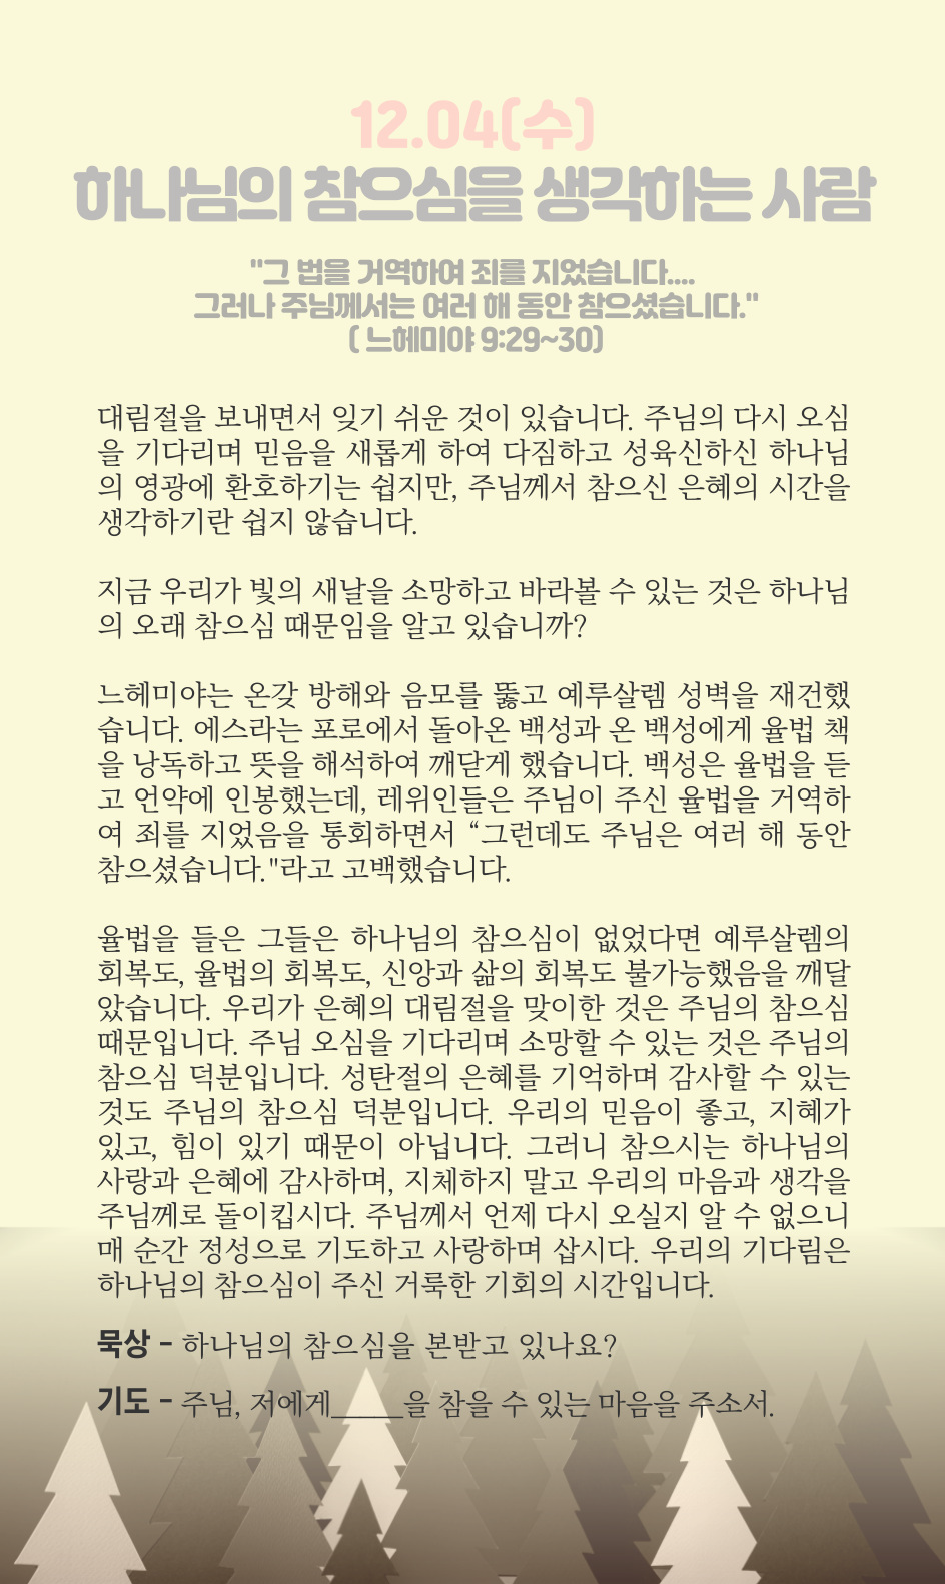 12.04(수)
하나님의 참으심을 생각하는 사람
"그 법을 거역하여 죄를 지었습니다....
그러나 주님께서는 여러 해 동안 참으셨습니다."
( 느헤미야 9:29~30)
대림절을 보내면서 잊기 쉬운 것이 있습니다. 주님의 다시 오심
을 기다리며 믿음을 새롭게 하여 다짐하고 성육신하신 하나님
의 영광에 환호하기는 쉽지만, 주님께서 참으신 은혜의 시간을
생각하기란 쉽지 않습니다.
지금 우리가 빛의 새날을 소망하고 바라볼 수 있는 것은 하나님
의 오래 참으심 때문임을 알고 있습니까?
느헤미야는 온갖 방해와 음모를 뚫고 예루살렘 성벽을 재건했
습니다. 에스라는 포로에서 돌아온 백성과 온 백성에게 율법 책
을 낭독하고 뜻을 해석하여 깨닫게 했습니다. 백성은 율법을 듣
고 언약에 인봉했는데, 레위인들은 주님이 주신 율법을 거역하
여 죄를 지었음을 통회하면서 “그런데도 주님은 여러 해 동안
참으셨습니다."라고 고백했습니다.
율법을 들은 그들은 하나님의 참으심이 없었다면 예루살렘의
회복도, 율법의 회복도, 신앙과 삶의 회복도 불가능했음을 깨달
았습니다. 우리가 은혜의 대림절을 맞이한 것은 주님의 참으심
때문입니다. 주님 오심을 기다리며 소망할 수 있는 것은 주님의
참으심 덕분입니다. 성탄절의 은혜를 기억하며 감사할 수 있는
것도 주님의 참으심 덕분입니다. 우리의 믿음이 좋고, 지혜가
있고, 힘이 있기 때문이 아닙니다. 그러니 참으시는 하나님의
사랑과 은혜에 감사하며, 지체하지 말고 우리의 마음과 생각을
주님께로 돌이킵시다. 주님께서 언제 다시 오실지 알 수 없으니
매 순간 정성으로 기도하고 사랑하며 삽시다. 우리의 기다림은
하나님의 참으심이 주신 거룩한 기회의 시간입니다.
묵상 - 하나님의 참으심을 본받고 있나요?
기도 - 주님, 저에게_____을 참을 수 있는 마음을 주소서.